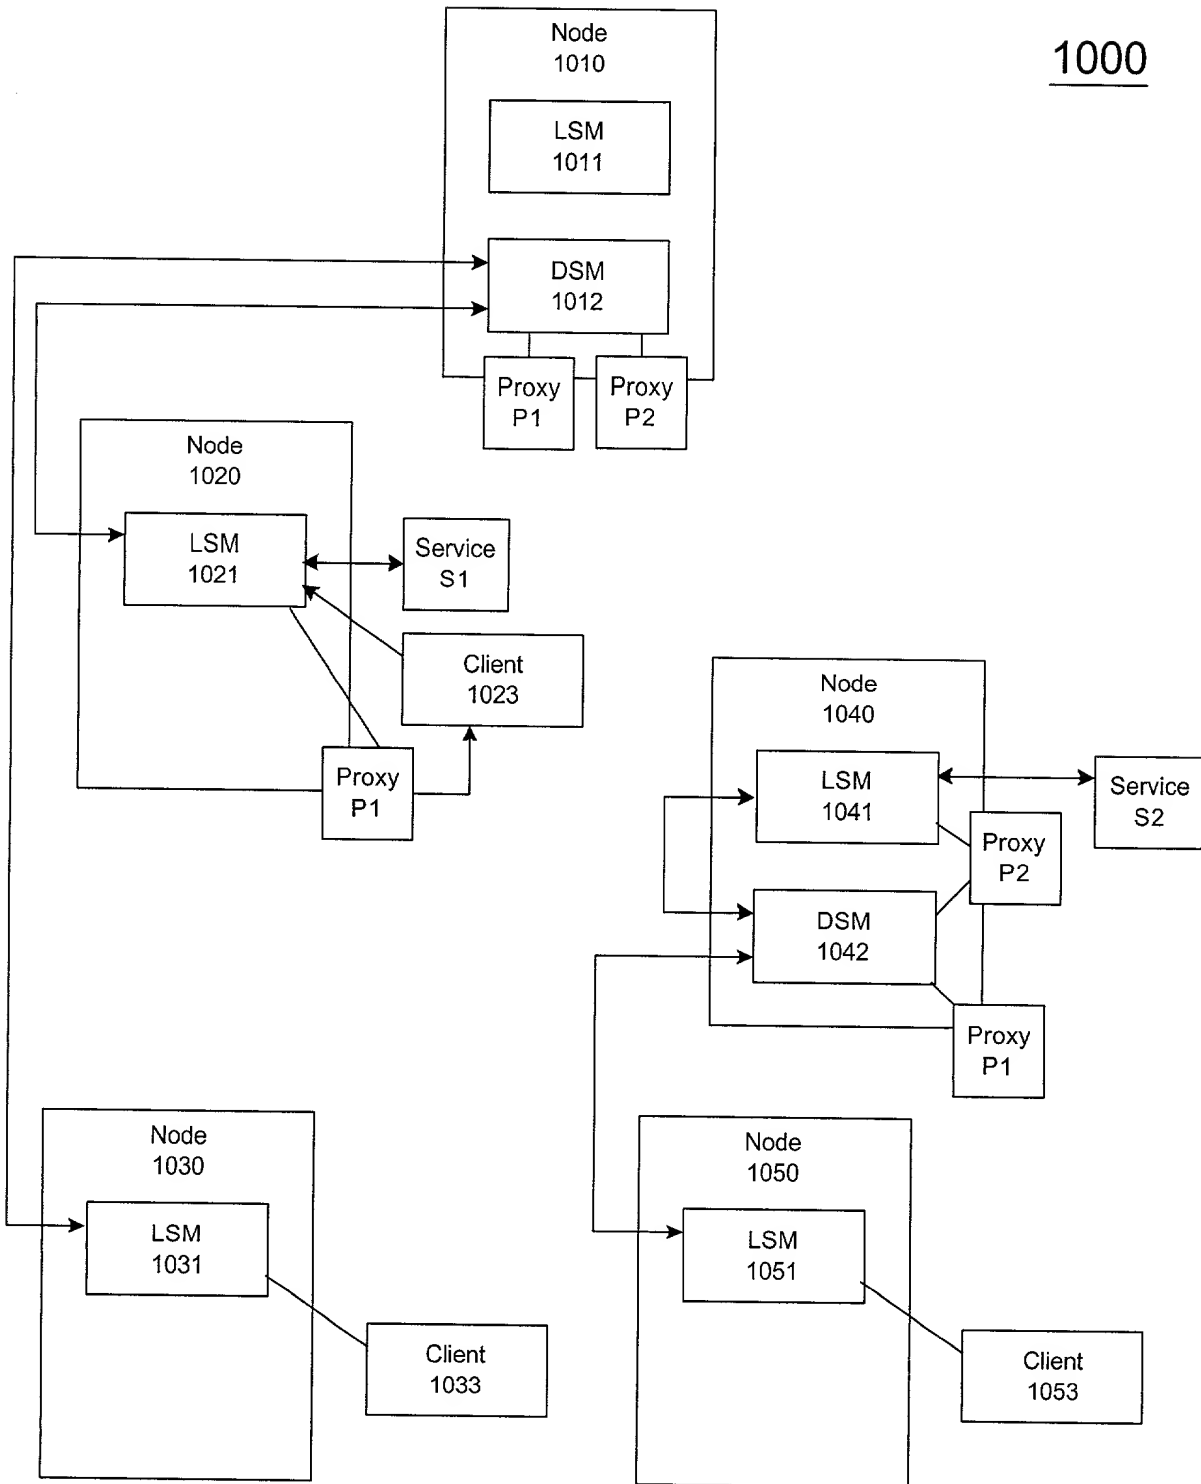 1000
Node
1010
LSM
1011
DSM
1012
Proxy
P1
Proxy
P2
Node
1020
LSM
1021
Service
S1
Client
1023
Proxy
P1
Node
1040
LSM
1041
Service
S2
Proxy
P2
DSM
1042
Proxy
P1
Node
1030
LSM
1031
Client
1033
Node
1050
LSM
1051
Client
1053